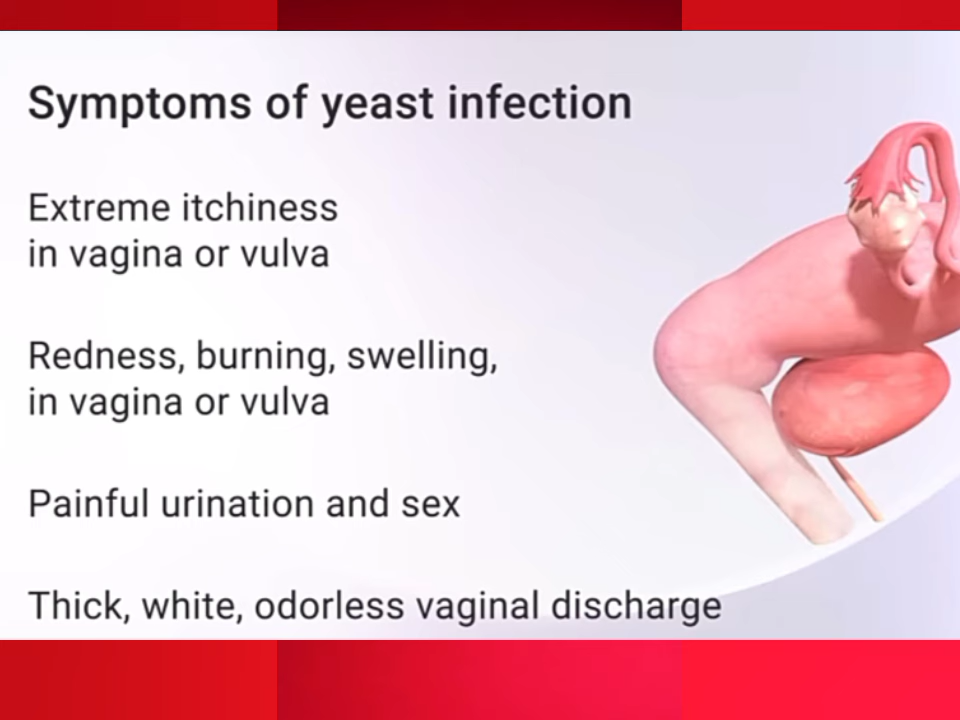 Symptoms of yeast infection
Extreme itchiness
in vagina or vulva
Redness, burning, swelling,
in vagina or vulva
Painful urination and sex
Thick, white, odorless vaginal discharge